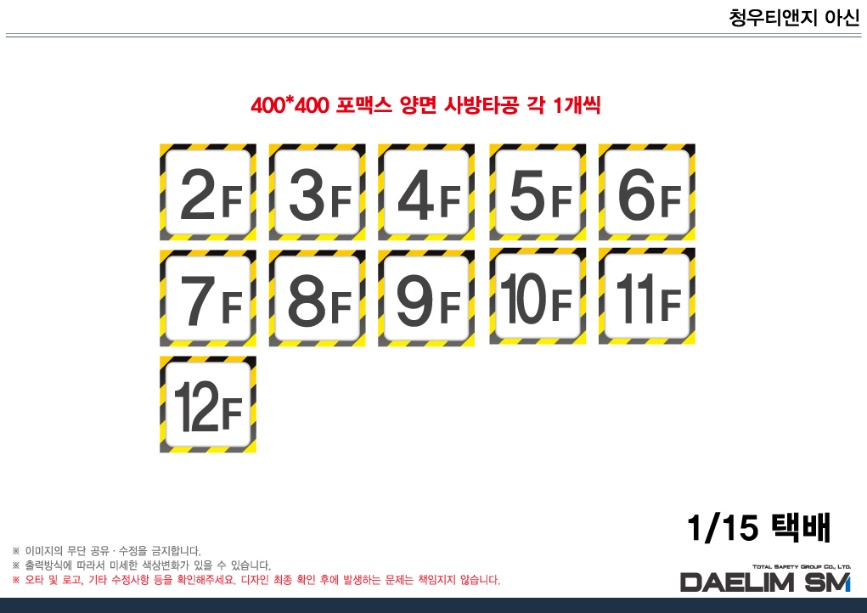 청우티앤지 아신
400*400 포맥스 양면 사방타공 각 1개씩
2F 3F 4F 5F 6F
7F 8F 9F 10F 11F
12F
1/15 택배
※ 이미지의 무단 공유 · 수정을 금지합니다.
※ 출력방식에 따라서 미세한 색상변화가 있을 수 있습니다.
※ 오타 및 로고, 기타 수정사항 등을 확인해주세요. 디자인 최종 확인 후에 발생하는 문제는 책임지지 않습니다.
TOTAL SAFETY GROUP CO., LTD.
DAELIM SM